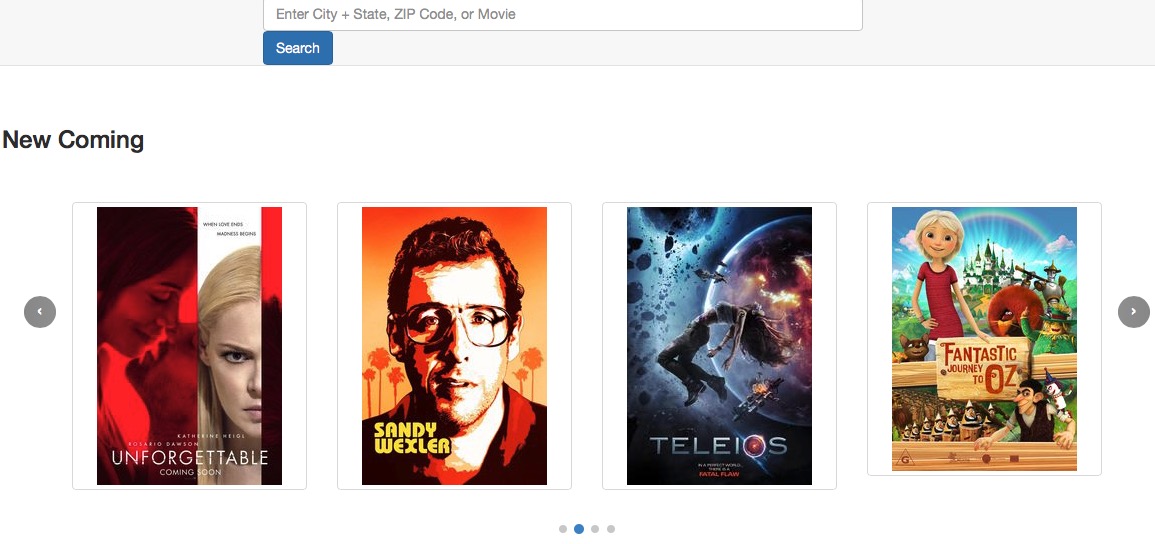 Enter City + State, ZIP Code, or Movie
Search
New Coming
WHEN LOVE ENDS
MADNESS BEGINS
KATHERINE HEIGL
ROSARIO DAWSON
UNFORGETTABLE
COMING SOON
SANDY
WEXLER
TELEIOS
IN A PERFECT WORLD...
THERE IS A
FATAL FLAW
FANTASTIC
JOURNEY
TO OZ
G